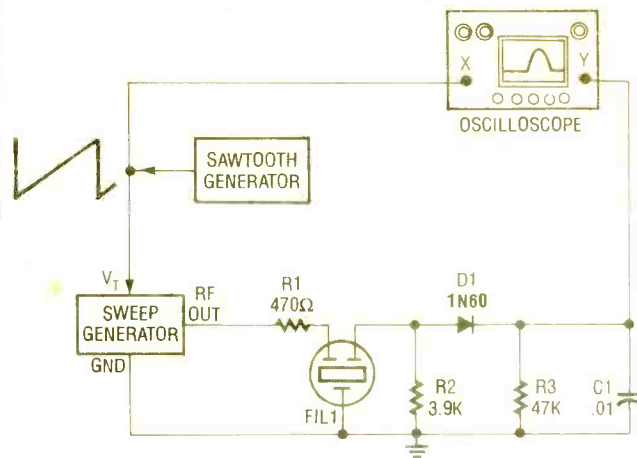 X
Y
OSCILLOSCOPE
SAWTOOTH
GENERATOR
VT
RF
OUT
SWEEP
GENERATOR
GND
R1
470Ω
D1
1N60
FIL1
R2
3.9K
R3
47K
C1
.01